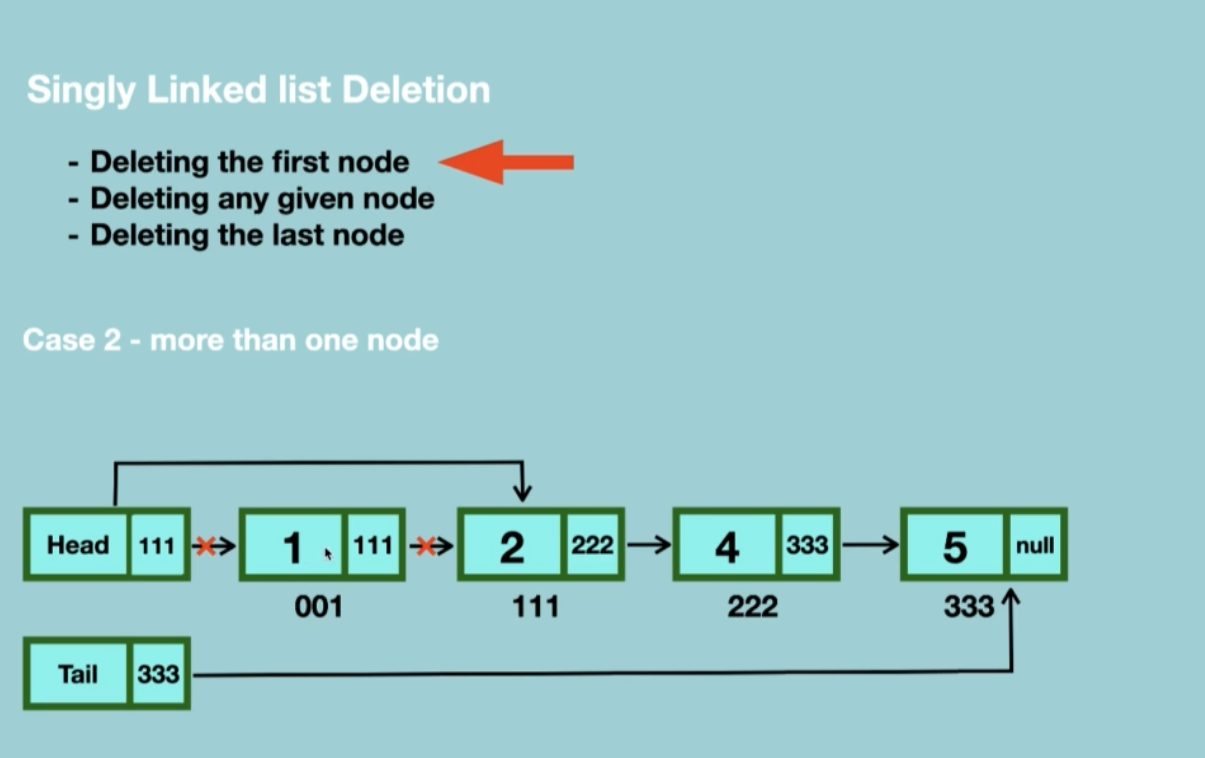 Singly Linked list Deletion
- Deleting the first node
- Deleting any given node
- Deleting the last node
Case 2 - more than one node
Head 111 1 111 2 222 4 333 5 null
001 111 222 333
Tail 333